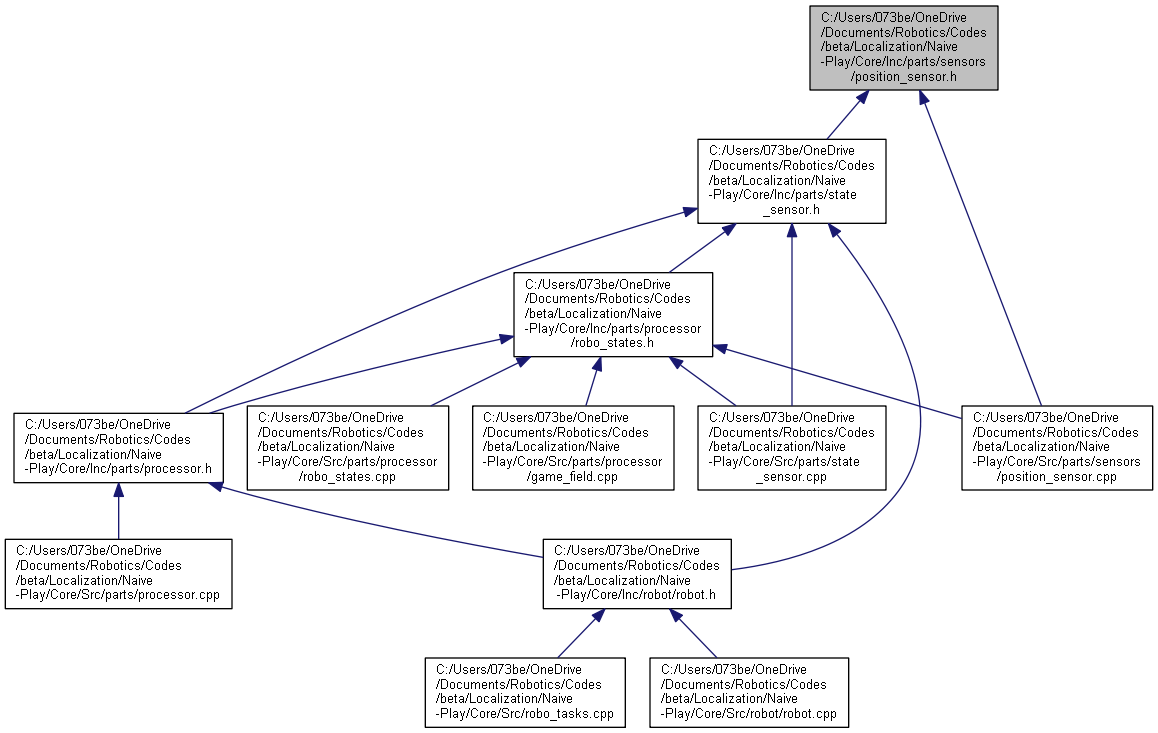 C:/Users/073be/OneDrive
/Documents/Robotics/Codes
/beta/Localization/Naive
-Play/Core/Inc/parts/sensors
/position_sensor.h
C:/Users/073be/OneDrive
/Documents/Robotics/Codes
/beta/Localization/Naive
-Play/Core/Inc/parts/state
_sensor.h
C:/Users/073be/OneDrive
/Documents/Robotics/Codes
/beta/Localization/Naive
-Play/Core/Inc/parts/processor
/robo_states.h
C:/Users/073be/OneDrive
/Documents/Robotics/Codes
/beta/Localization/Naive
-Play/Core/Inc/parts/processor.h
C:/Users/073be/OneDrive
/Documents/Robotics/Codes
/beta/Localization/Naive
-Play/Core/Src/parts/processor
/robo_states.cpp
C:/Users/073be/OneDrive
/Documents/Robotics/Codes
/beta/Localization/Naive
-Play/Core/Src/parts/processor
/game_field.cpp
C:/Users/073be/OneDrive
/Documents/Robotics/Codes
/beta/Localization/Naive
-Play/Core/Src/parts/state
_sensor.cpp
C:/Users/073be/OneDrive
/Documents/Robotics/Codes
/beta/Localization/Naive
-Play/Core/Src/parts/sensors
/position_sensor.cpp
C:/Users/073be/OneDrive
/Documents/Robotics/Codes
/beta/Localization/Naive
-Play/Core/Src/parts/processor.cpp
C:/Users/073be/OneDrive
/Documents/Robotics/Codes
/beta/Localization/Naive
-Play/Core/Inc/robot/robot.h
C:/Users/073be/OneDrive
/Documents/Robotics/Codes
/beta/Localization/Naive
-Play/Core/Src/robo_tasks.cpp
C:/Users/073be/OneDrive
/Documents/Robotics/Codes
/beta/Localization/Naive
-Play/Core/Src/robot/robot.cpp